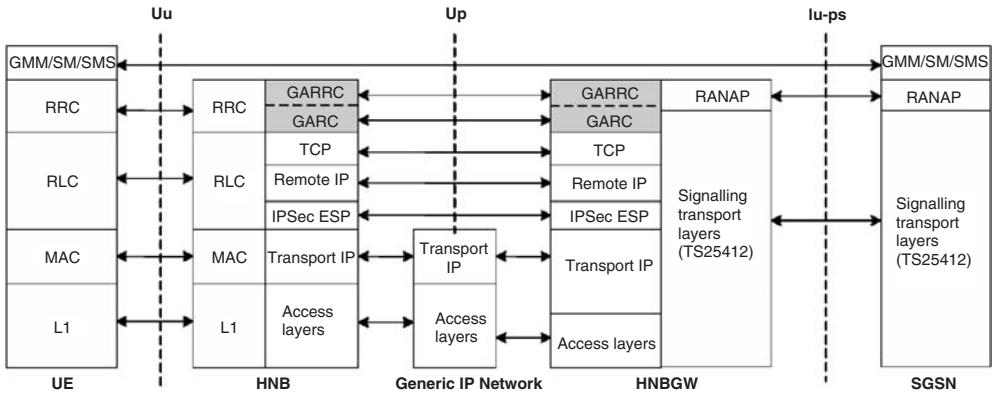 Uu
Up
Iu-ps
GMM/SM/SMS
GMM/SM/SMS
RRC
RRC
GARRC
GARC
GARRC
GARC
RANAP
RANAP
RLC
RLC
TCP
Remote IP
IPSec ESP
TCP
Remote IP
IPSec ESP
Signalling
transport
layers
(TS25412)
Signalling
transport
layers
(TS25412)
MAC
MAC
Transport IP
Transport
IP
Transport IP
L1
L1
Access
layers
Access
layers
Access layers
UE
HNB
Generic IP Network
HNBGW
SGSN